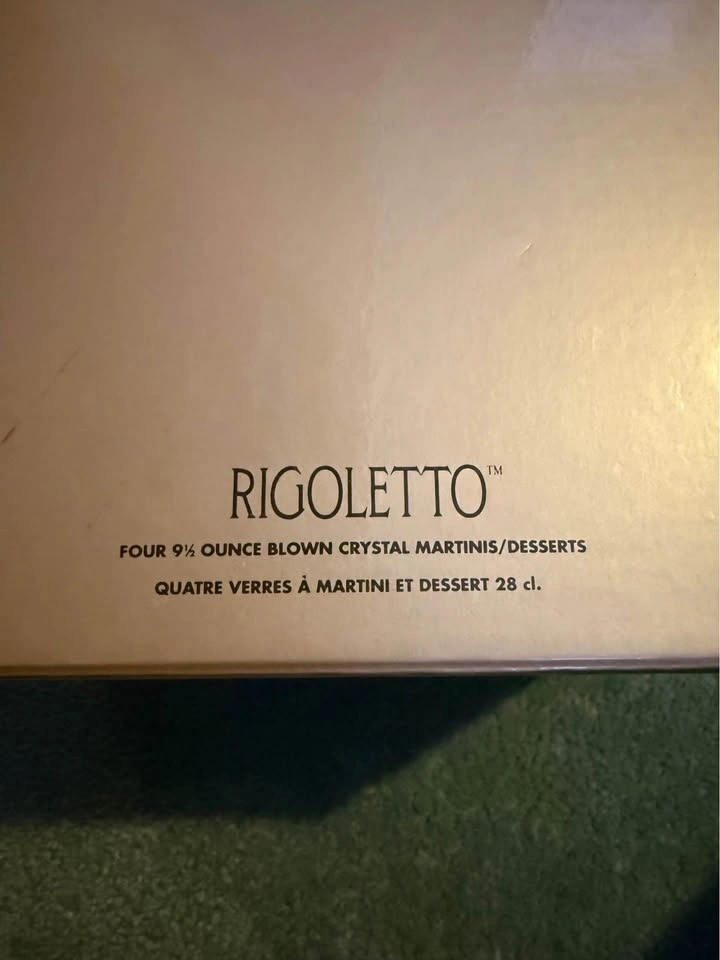 RIGOLETTO™
FOUR 9½ OUNCE BLOWN CRYSTAL MARTINIS/DESSERTS
QUATRE VERRES À MARTINI ET DESSERT 28 cl.